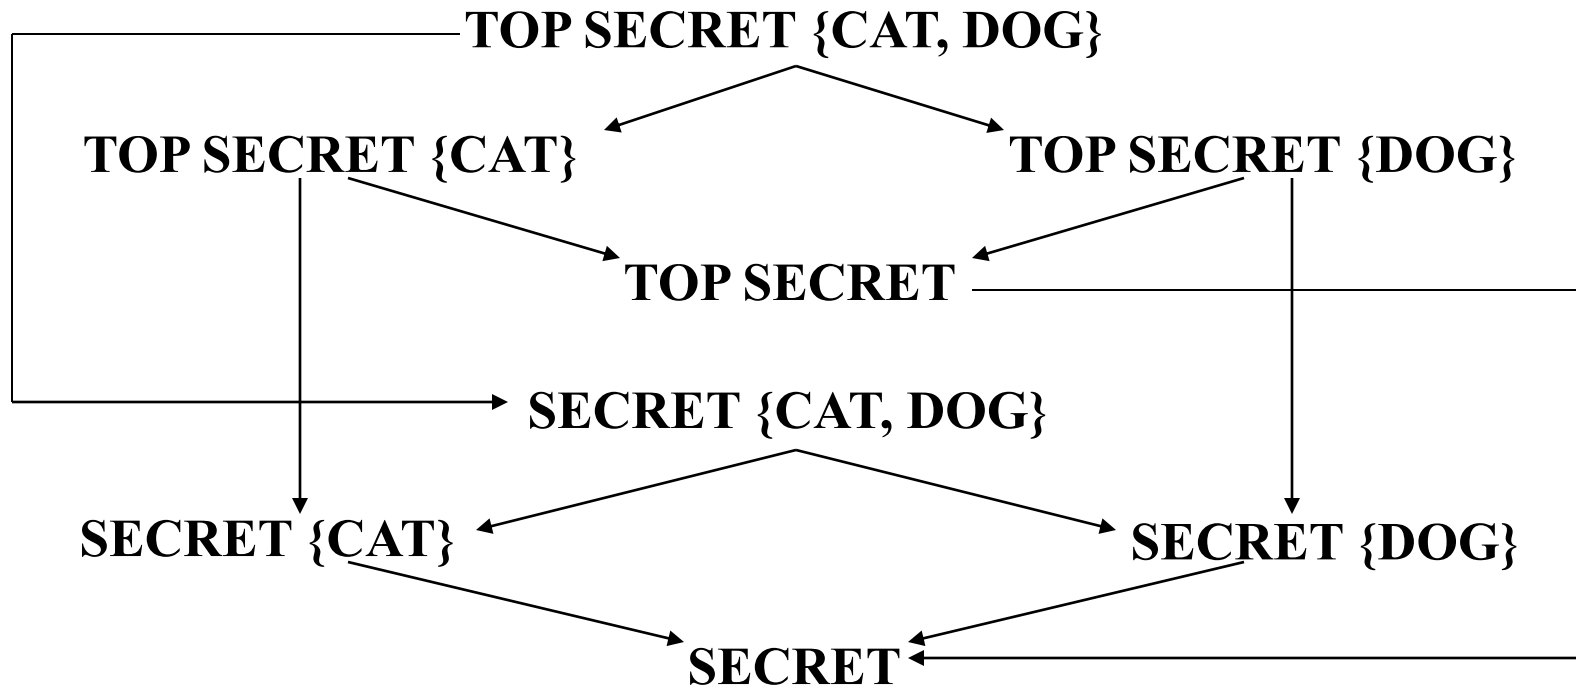 TOP SECRET {CAT, DOG}
TOP SECRET {CAT}
TOP SECRET {DOG}
TOP SECRET
SECRET {CAT, DOG}
SECRET {CAT}
SECRET {DOG}
SECRET